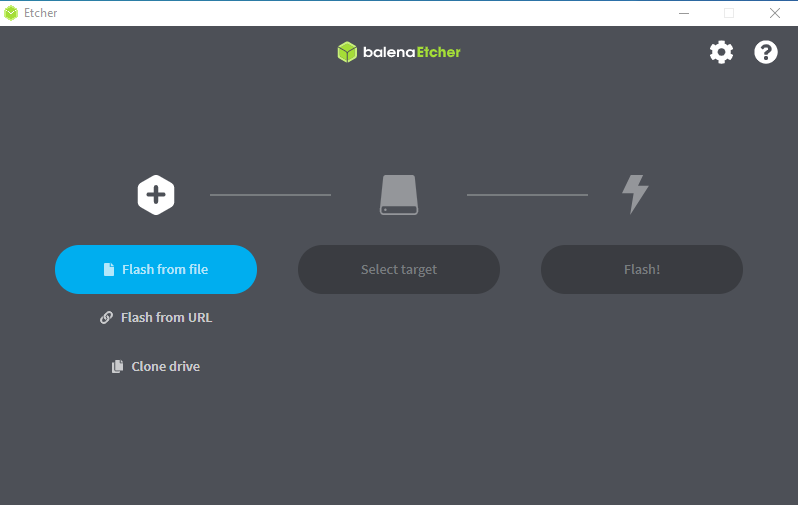 Etcher
balenaEtcher
Flash from file
Select target
Flash!
Flash from URL
Clone drive